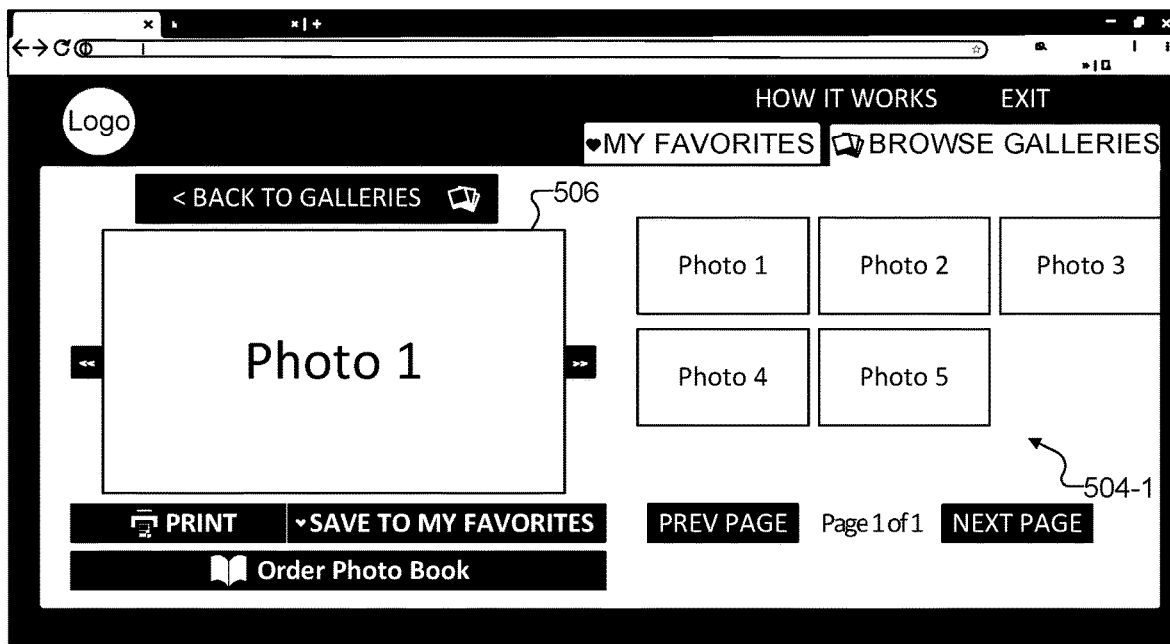 HOW IT WORKS EXIT
Logo
MY FAVORITES BROWSE GALLERIES
< BACK TO GALLERIES
506
Photo 1 Photo 2 Photo 3
<< Photo 1 >>
Photo 4 Photo 5
504-1
PRINT SAVE TO MY FAVORITES
PREV PAGE Page 1 of 1 NEXT PAGE
Order Photo Book